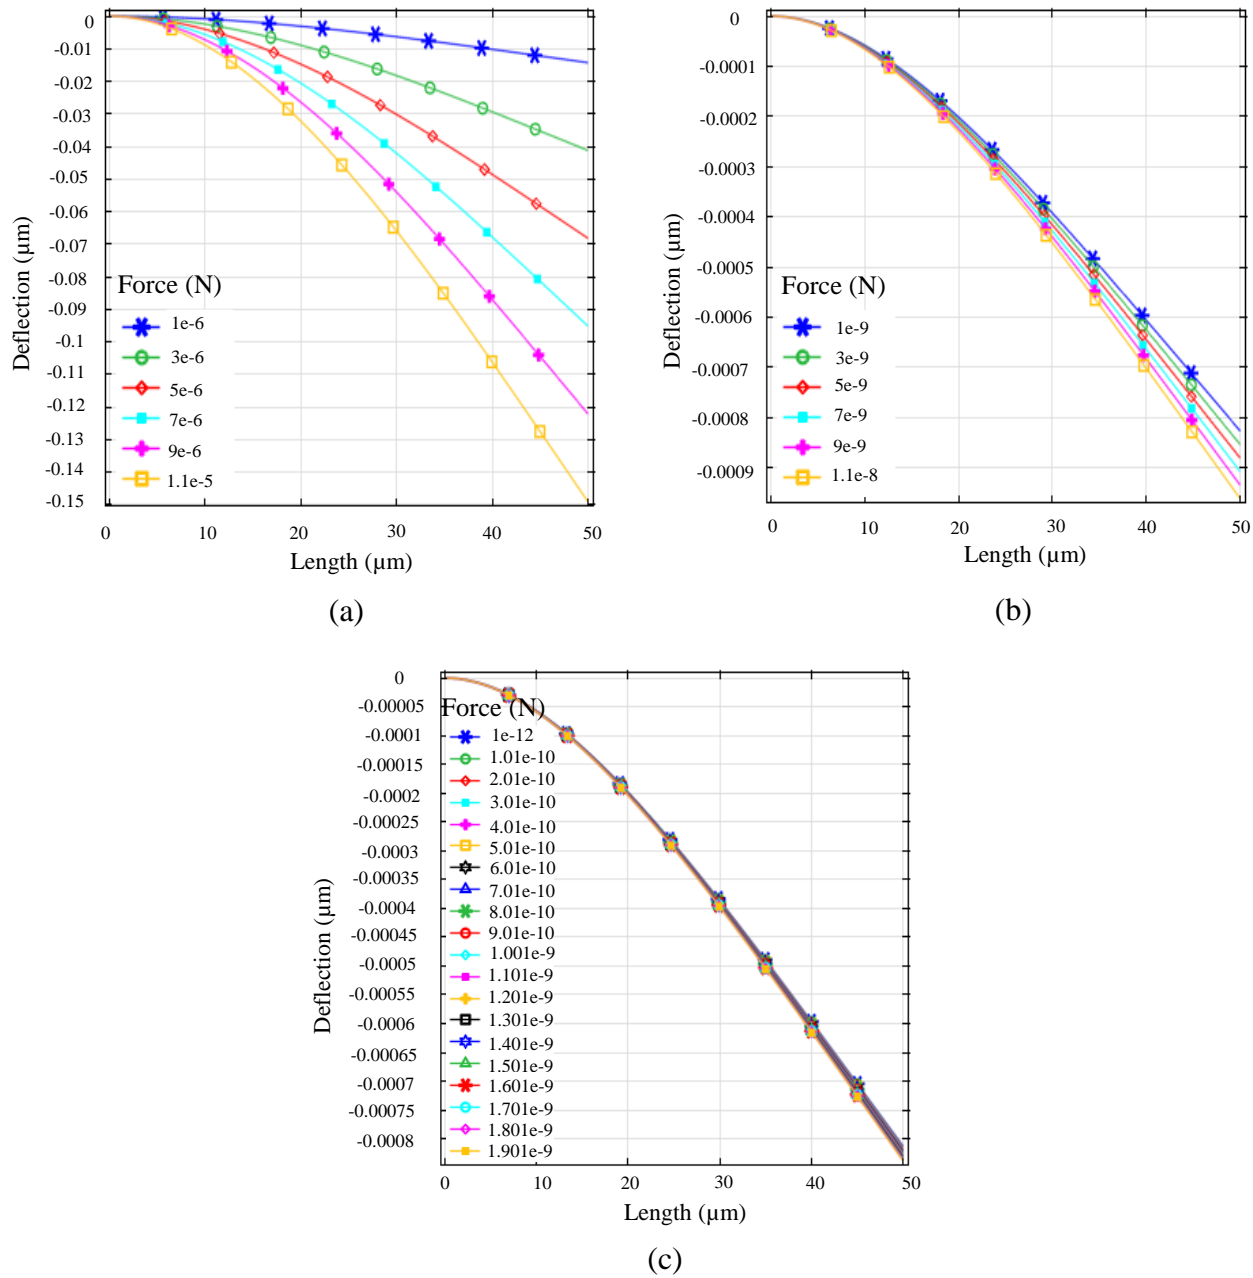 0
-0.01
-0.02
-0.03
-0.04
-0.05
-0.06
-0.07
-0.08
-0.09
-0.1
-0.11
-0.12
-0.13
-0.14
-0.15
Deflection (µm)
Force (N)
1e-6
3e-6
5e-6
7e-6
9e-6
1.1e-5
0 10 20 30 40 50
Length (µm)
(a)
0
-0.0001
-0.0002
-0.0003
-0.0004
-0.0005
-0.0006
-0.0007
-0.0008
-0.0009
Deflection (µm)
Force (N)
1e-9
3e-9
5e-9
7e-9
9e-9
1.1e-8
0 10 20 30 40 50
Length (µm)
(b)
0
-0.00005
-0.0001
-0.00015
-0.0002
-0.00025
-0.0003
-0.00035
-0.0004
-0.00045
-0.0005
-0.00055
-0.0006
-0.00065
-0.0007
-0.00075
-0.0008
Deflection (µm)
Force (N)
1e-12
1.01e-10
2.01e-10
3.01e-10
4.01e-10
5.01e-10
6.01e-10
7.01e-10
8.01e-10
9.01e-10
1.001e-9
1.101e-9
1.201e-9
1.301e-9
1.401e-9
1.501e-9
1.601e-9
1.701e-9
1.801e-9
1.901e-9
0 10 20 30 40 50
Length (µm)
(c)